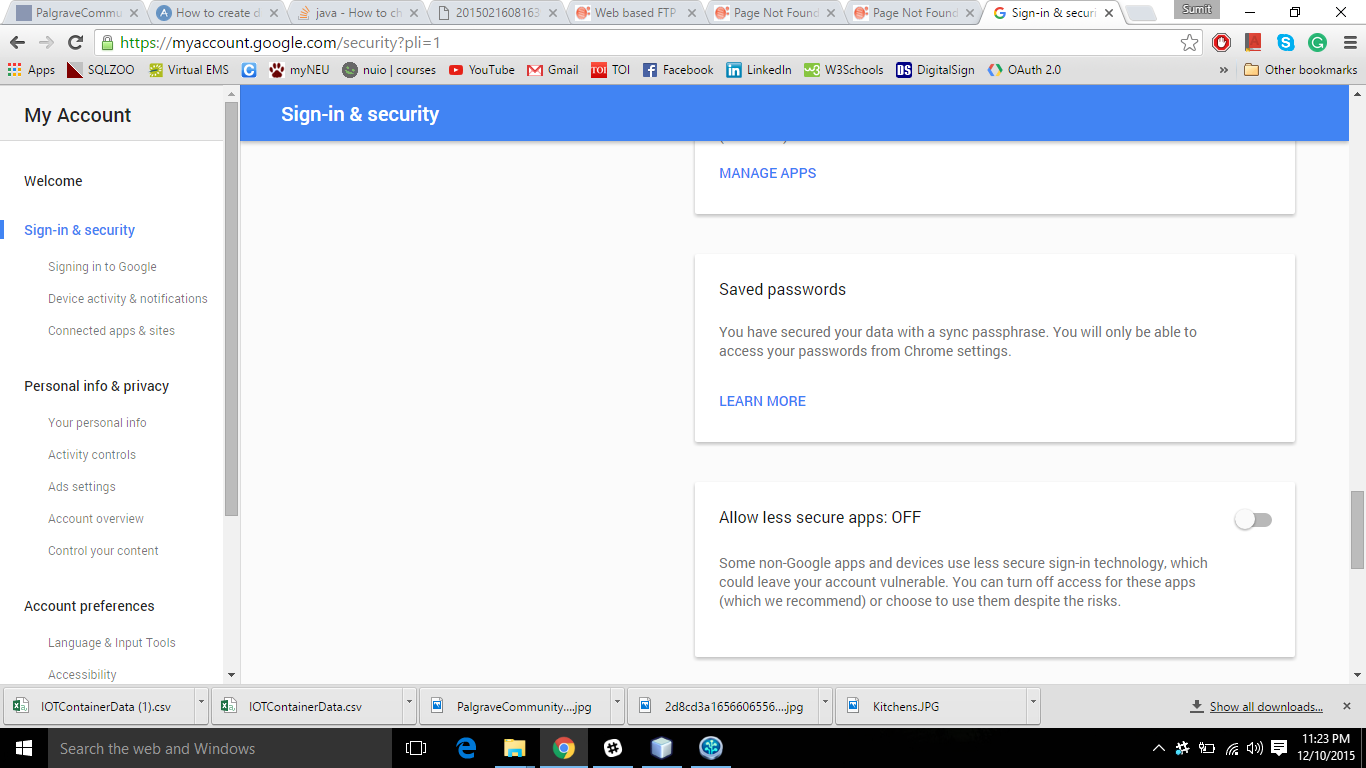 PalgraveCommu
How to create d
java - How to ch
2015021608163
Web based FTP
Page Not Found
Page Not Found
Sign-in & securi
Sumit
https://myaccount.google.com/security?pli=1
Apps
SQLZOO
Virtual EMS
myNEU
nuio | courses
YouTube
Gmail
TOI
TOI
Facebook
LinkedIn
W3Schools
DS
DigitalSign
OAuth 2.0
»
Other bookmarks
My Account
Sign-in & security
MANAGE APPS
Welcome
Sign-in & security
Signing in to Google
Device activity & notifications
Connected apps & sites
Personal info & privacy
Your personal info
Activity controls
Ads settings
Account overview
Control your content
Account preferences
Language & Input Tools
Accessibility
Saved passwords
You have secured your data with a sync passphrase. You will only be able to
access your passwords from Chrome settings.
LEARN MORE
Allow less secure apps: OFF
Some non-Google apps and devices use less secure sign-in technology, which
could leave your account vulnerable. You can turn off access for these apps
(which we recommend) or choose to use them despite the risks.
IOTContainerData (1).csv
IOTContainerData.csv
PalgraveCommunity....jpg
2d8cd3a1656606556....jpg
Kitchens.JPG
Show all downloads...
Search the web and Windows
11:23 PM
12/10/2015